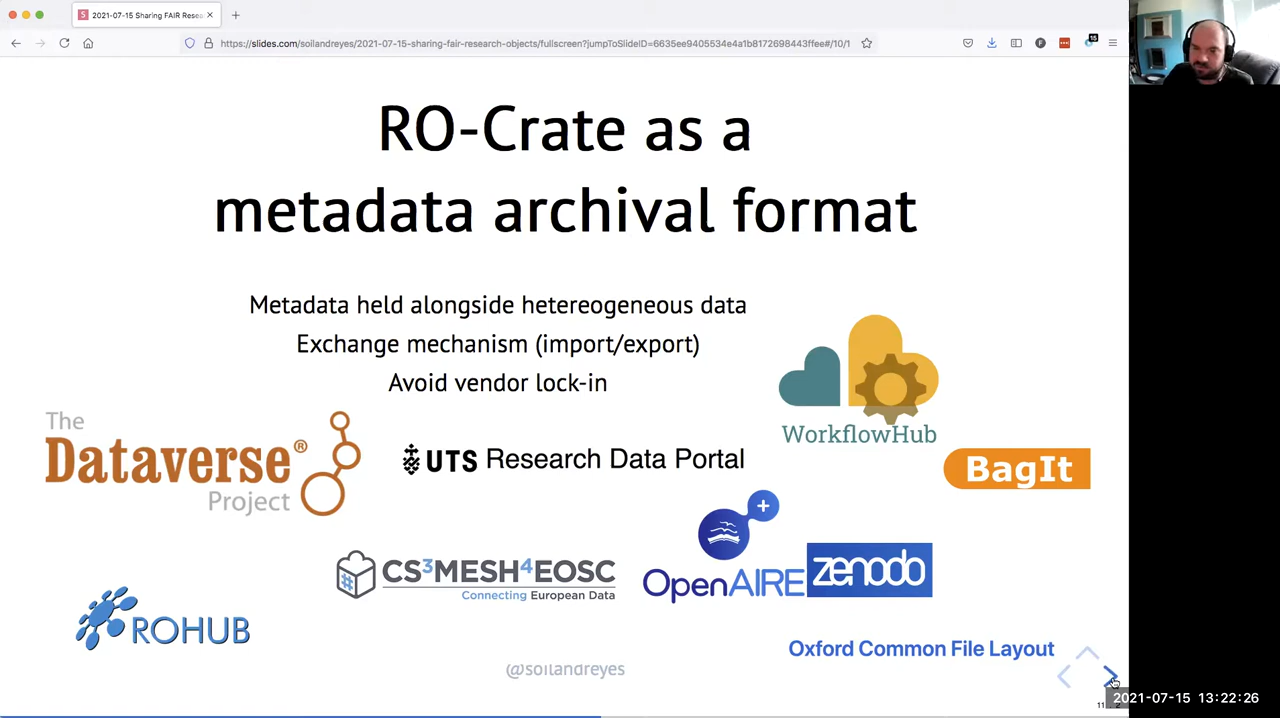 2021-07-15 Sharing FAIR Resea
https://slides.com/soilandreyes/2021-07-15-sharing-fair-research-objects/fullscreen?jumpToSlideID=6635ee9405534e4a1b8172698443ffee#/10/1
15
RO-Crate as a
metadata archival format
Metadata held alongside hetereogeneous data
Exchange mechanism (import/export)
Avoid vendor lock-in
WorkflowHub
The
Dataverse®
Project
UTS Research Data Portal
BagIt
CS3MESH4EOSC
Connecting European Data
OpenAIRE
zenodo
ROHUB
Oxford Common File Layout
@soilandreyes
2021-07-15 13:22:26